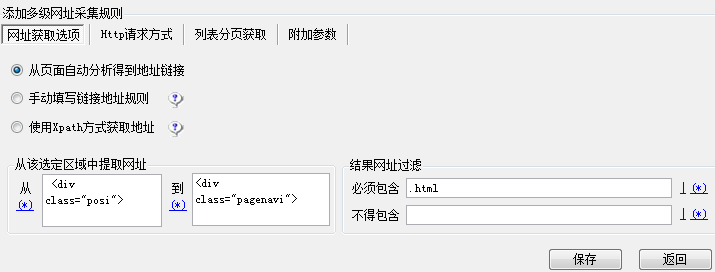 添加多级网址采集规则
网址获取选项 Http请求方式 列表分页获取 附加参数
从页面自动分析得到地址链接
手动填写链接地址规则 ?
使用Xpath方式获取地址 ?
从该选定区域中提取网址
从 (*)
<div
class="posi">
到 (*)
<div
class="pagenavi">
结果网址过滤
必须包含 .html | (*)
不得包含 | (*)
保存 返回